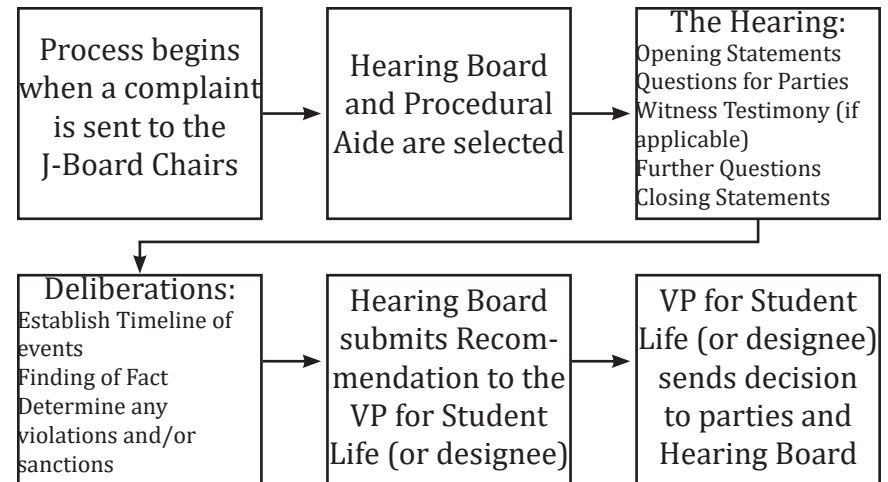 Process begins
when a complaint
is sent to the
J-Board Chairs
Hearing Board
and Procedural
Aide are selected
The Hearing:
Opening Statements
Questions for Parties
Witness Testimony (if
applicable)
Further Questions
Closing Statements
Deliberations:
Establish Timeline of
events
Finding of Fact
Determine any
violations and/or
sanctions
Hearing Board
submits Recom-
mendation to the
VP for Student
Life (or designee)
VP for Student
Life (or designee)
sends decision
to parties and
Hearing Board